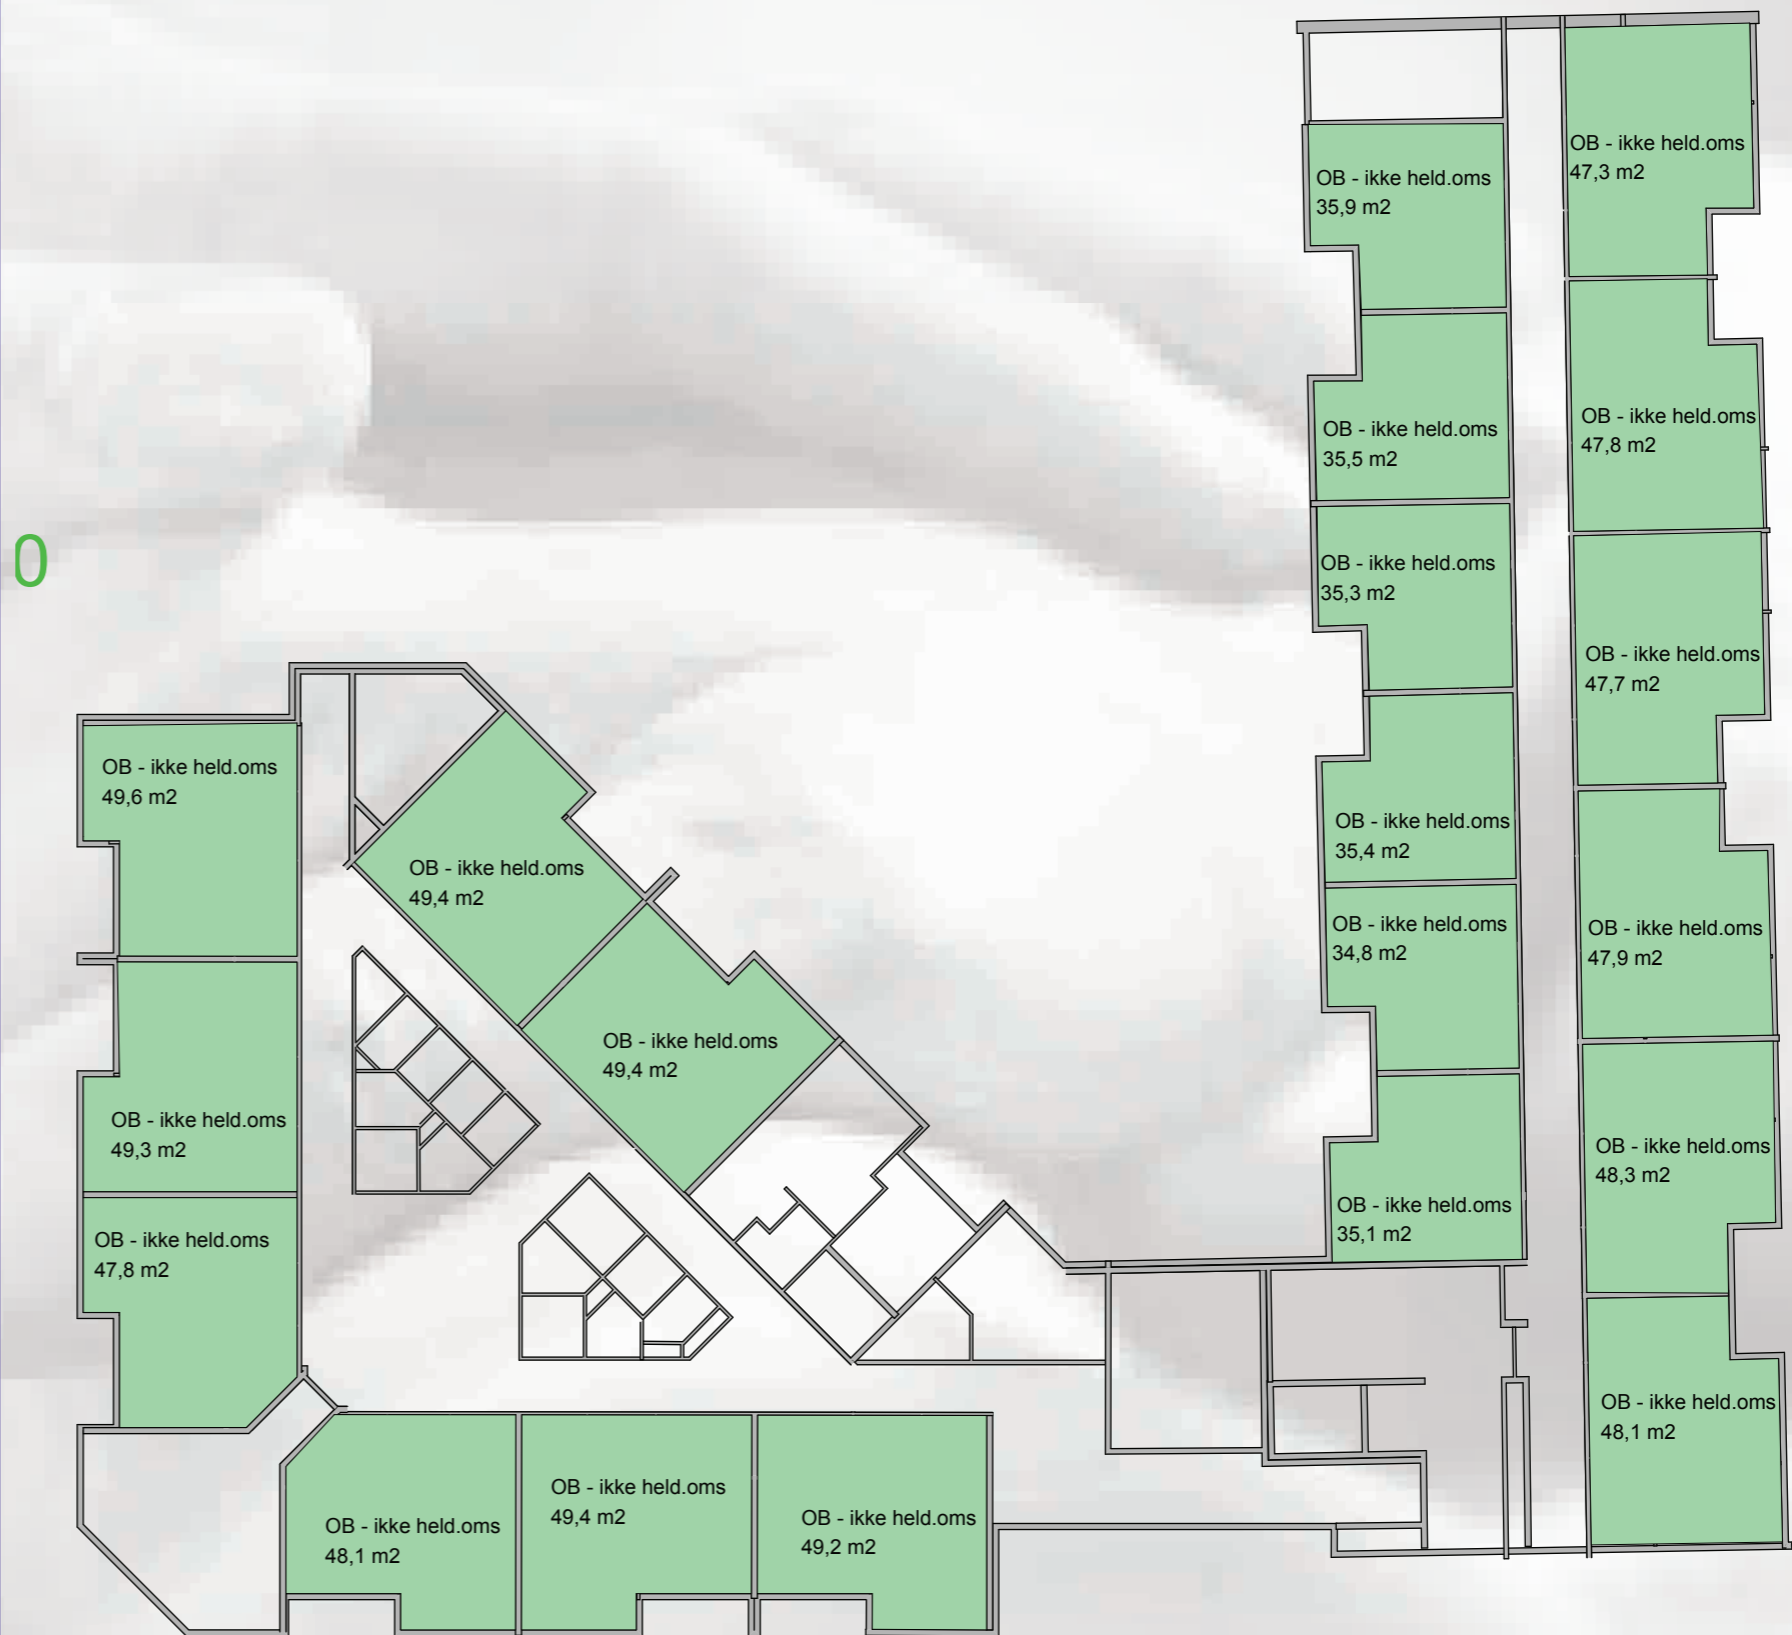 OB - ikke held.oms
47,3 m2
OB - ikke held.oms
35,9 m2
OB - ikke held.oms
47,8 m2
OB - ikke held.oms
35,5 m2
0
OB - ikke held.oms
35,3 m2
OB - ikke held.oms
47,7 m2
OB - ikke held.oms
49,6 m2
OB - ikke held.oms
35,4 m2
OB - ikke held.oms
49,4 m2
OB - ikke held.oms
34,8 m2
OB - ikke held.oms
47,9 m2
OB - ikke held.oms
49,4 m2
OB - ikke held.oms
49,3 m2
OB - ikke held.oms
48,3 m2
OB - ikke held.oms
35,1 m2
OB - ikke held.oms
47,8 m2
OB - ikke held.oms
48,1 m2
OB - ikke held.oms
49,4 m2
OB - ikke held.oms
49,2 m2
OB - ikke held.oms
48,1 m2